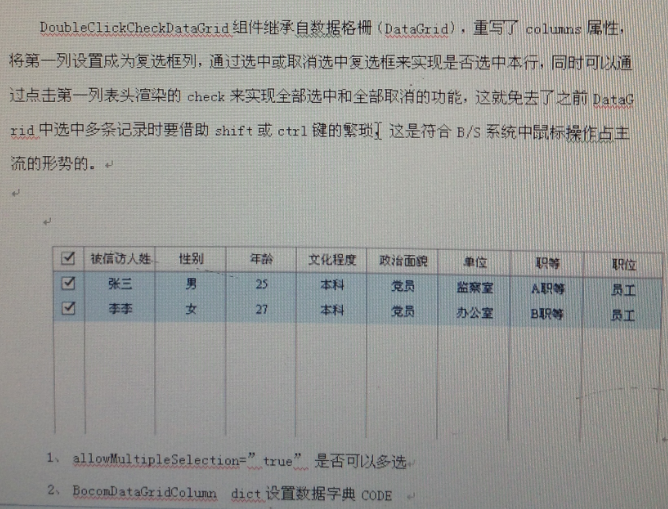 DoubleClickCheckDataGrid 组件继承自数据格栅(DataGrid)，重写了 columns 属性，
将第一列设置成为复选框列，通过选中或取消选中复选框来实现是否选中本行，同时可以通
过点击第一列表头渲染的 check 来实现全部选中和全部取消的功能，这就免去了之前 DataG
rid 中选中多条记录时要借助 shift 或 ctrl 键的繁琐，这是符合 B/S 系统中鼠标操作占主
流的形势的。
被信访人姓 性别 年龄 文化程度 政治面貌 单位 职等 职位
张三 男 25 本科 党员 监察室 A职等 员工
李李 女 27 本科 党员 办公室 B职等 员工
1、 allowMultipleSelection=”true” 是否可以多选
2、 BocomDataGridColumn dict 设置数据字典 CODE